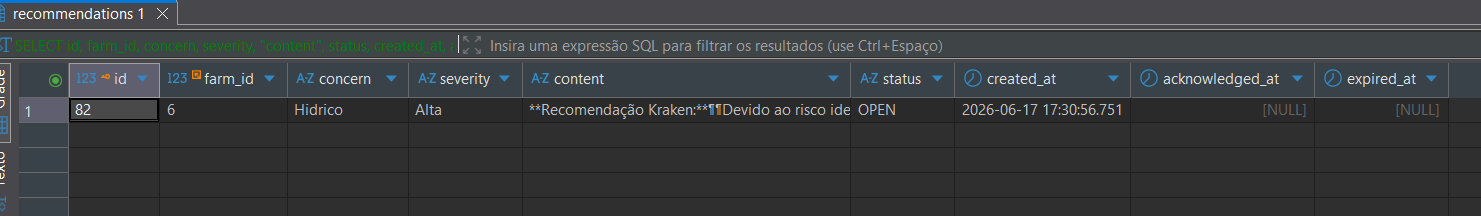 recommendations 1
SELECT id, farm_id, concern, severity, "content", status, created_at, Insira uma expressão SQL para filtrar os resultados (use Ctrl+Espaço)
Grade
123 id 123 farm_id A-Z concern A-Z severity A-Z content A-Z status created_at acknowledged_at expired_at
1 82 6 Hidrico Alta **Recomendação Kraken:**¶¶Devido ao risco ide OPEN 2026-06-17 17:30:56.751 [NULL] [NULL]
Texto